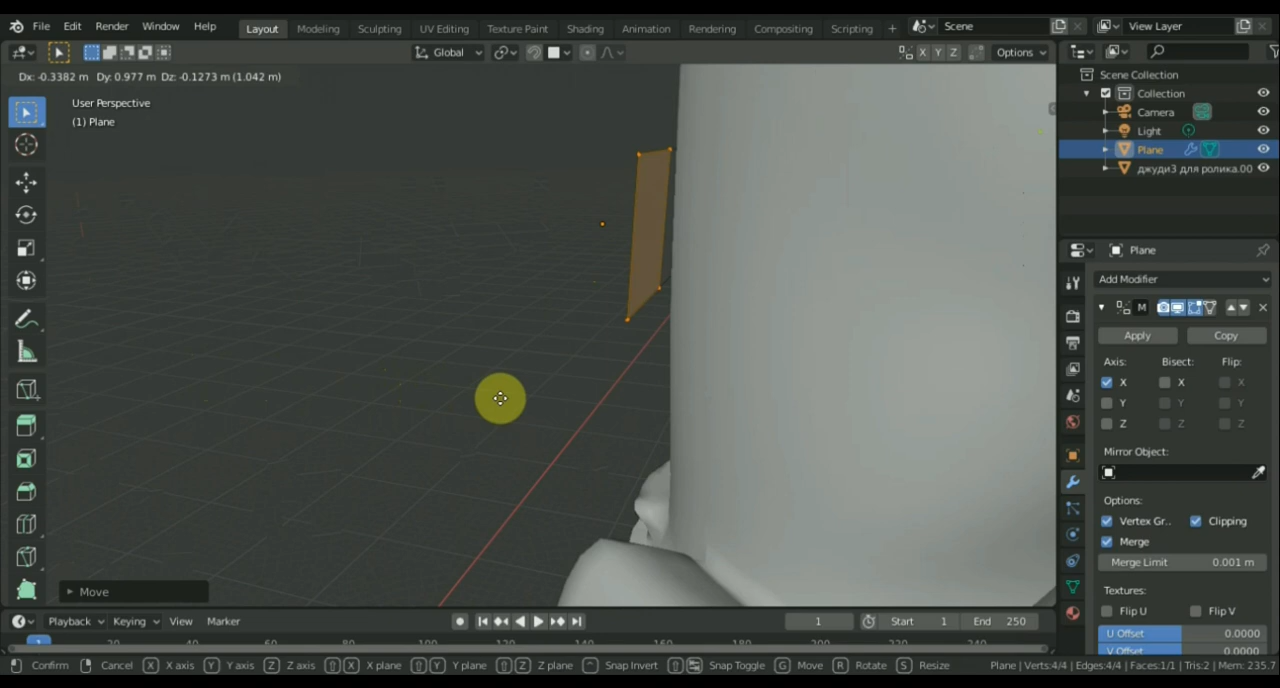 File Edit Render Window Help Layout Modeling Sculpting UV Editing Texture Paint Shading Animation Rendering Compositing Scripting + Scene View Layer
Global X Y Z Options
Dx: -0.3382 m Dy: 0.977 m Dz: -0.1273 m (1.042 m)
User Perspective
(1) Plane
Scene Collection
Collection
Camera
Light
Plane
джуди3 для ролика.00
Plane
Add Modifier
M
Apply Copy
Axis: Bisect: Flip:
X X X
Y Y Y
Z Z Z
Mirror Object:
Options:
Vertex Gr.. Clipping
Merge
Merge Limit 0.001 m
Textures:
Flip U Flip V
U Offset 0.0000
V Offset 0.0000
Move
Playback Keying View Marker 1 Start 1 End 250
1 20 40 60 80 100 120 140 160 180 200 220 240
Confirm Cancel X X axis Y Y axis Z Z axis X X plane Y Y plane Z Z plane Snap Invert Snap Toggle G Move R Rotate S Resize Plane | Verts:4/4 | Edges:4/4 | Faces:1/1 | Tris:2 | Mem: 235.7